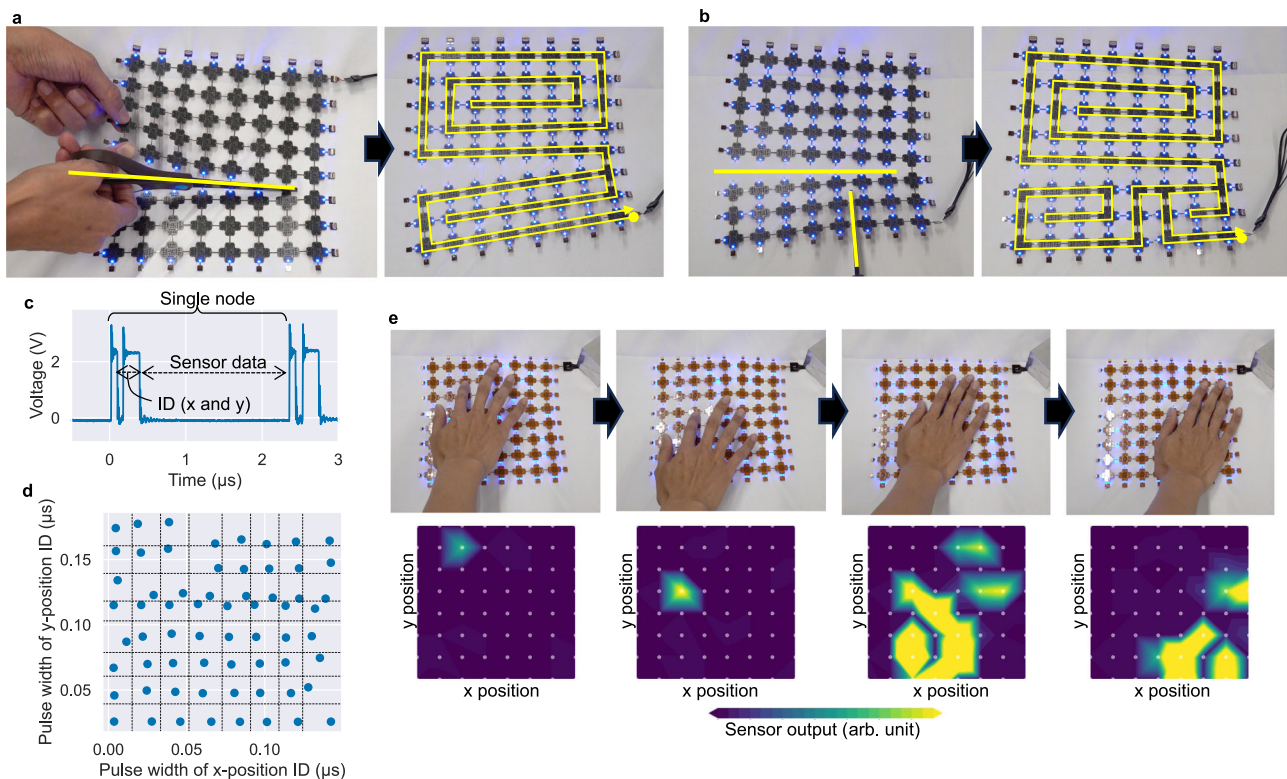 a
b
c
Single node
Voltage (V)
2
0
Sensor data
ID (x and y)
0
1
2
3
Time (µs)
d
Pulse width of y-position ID (µs)
0.15
0.10
0.05
0.00
0.05
0.10
Pulse width of x-position ID (µs)
e
y position
x position
y position
x position
y position
x position
y position
x position
Sensor output (arb. unit)